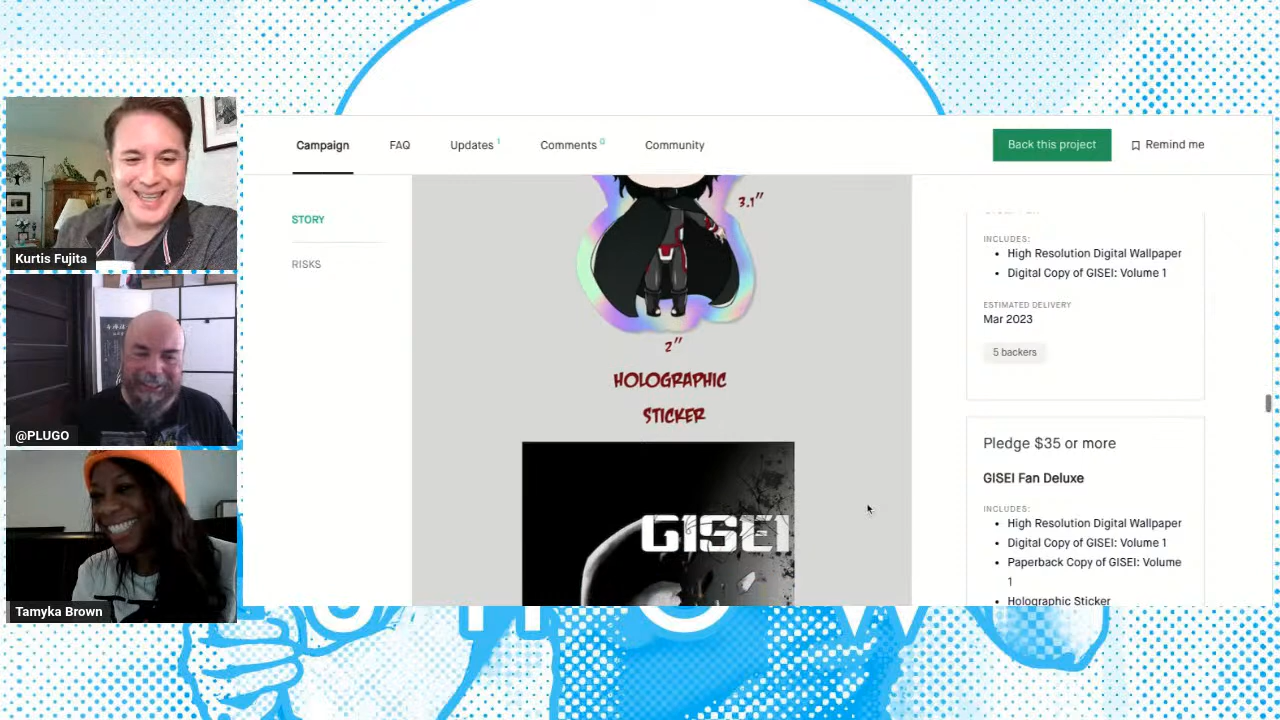 Campaign
FAQ
Updates 1
Comments 0
Community
Back this project
Remind me
STORY
RISKS
3.1"
2"
HOLOGRAPHIC
STICKER
GISEI
INCLUDES:
High Resolution Digital Wallpaper
Digital Copy of GISEI: Volume 1
ESTIMATED DELIVERY
Mar 2023
5 backers
Pledge $35 or more
GISEI Fan Deluxe
INCLUDES:
High Resolution Digital Wallpaper
Digital Copy of GISEI: Volume 1
Paperback Copy of GISEI: Volume
1
Holographic Sticker
Kurtis Fujita
@PLUGO
Tamyka Brown